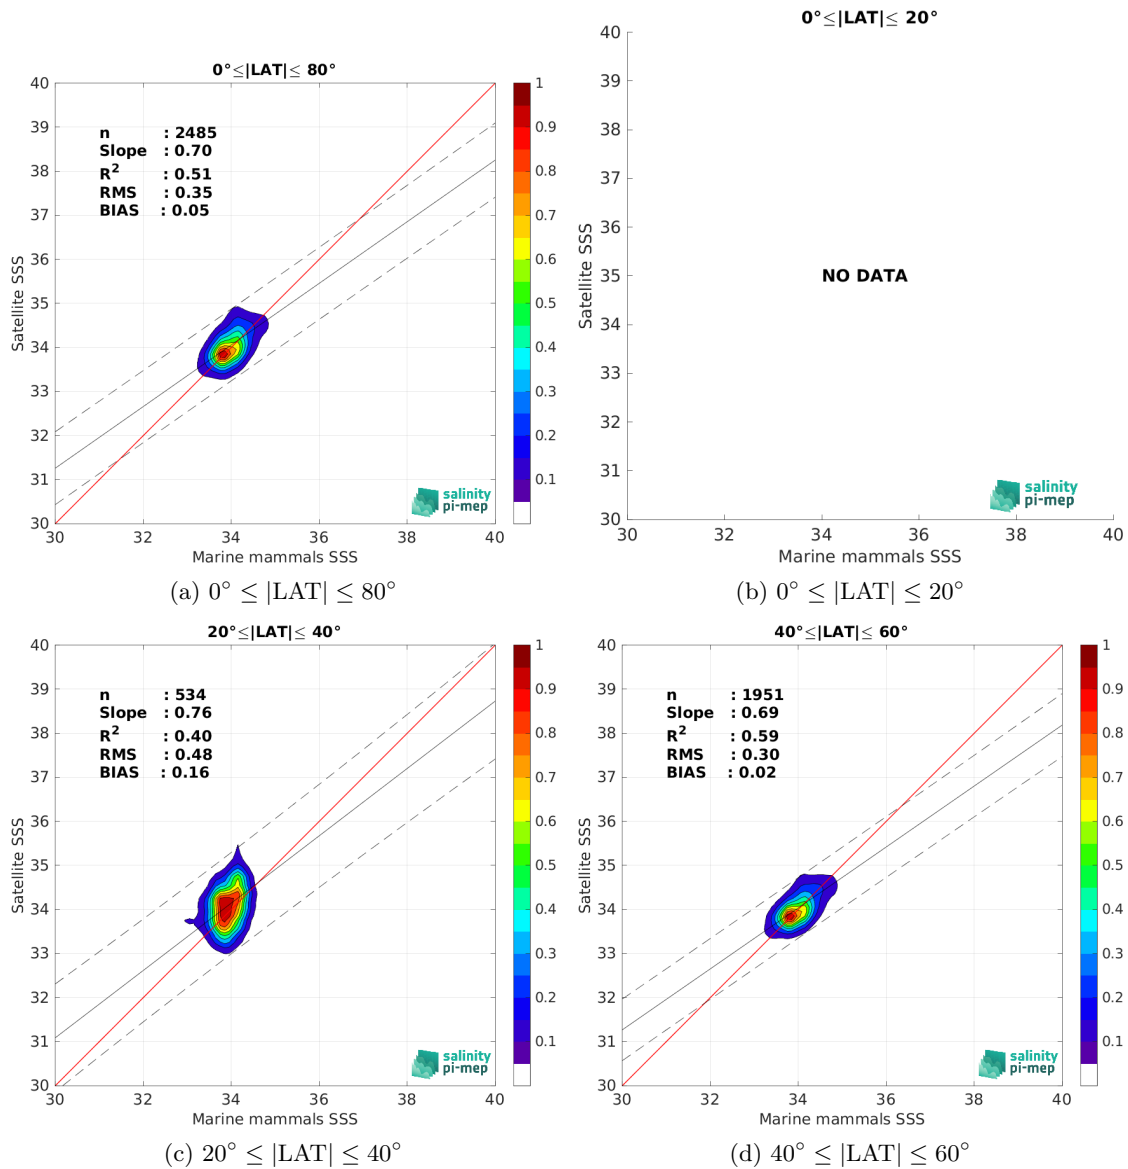 0°≤|LAT|≤ 80°
40
39
38
37
36
35
34
33
32
31
30
Satellite SSS
n : 2485
Slope : 0.70
R² : 0.51
RMS : 0.35
BIAS : 0.05
salinity
pi-mep
30 32 34 36 38 40
Marine mammals SSS
1
0.9
0.8
0.7
0.6
0.5
0.4
0.3
0.2
0.1
(a) 0° ≤ |LAT| ≤ 80°
0°≤|LAT|≤ 20°
40
39
38
37
36
35
34
33
32
31
30
Satellite SSS
NO DATA
salinity
pi-mep
30 32 34 36 38 40
Marine mammals SSS
(b) 0° ≤ |LAT| ≤ 20°
20°≤|LAT|≤ 40°
40
39
38
37
36
35
34
33
32
31
30
Satellite SSS
n : 534
Slope : 0.76
R² : 0.40
RMS : 0.48
BIAS : 0.16
salinity
pi-mep
30 32 34 36 38 40
Marine mammals SSS
1
0.9
0.8
0.7
0.6
0.5
0.4
0.3
0.2
0.1
(c) 20° ≤ |LAT| ≤ 40°
40°≤|LAT|≤ 60°
40
39
38
37
36
35
34
33
32
31
30
Satellite SSS
n : 1951
Slope : 0.69
R² : 0.59
RMS : 0.30
BIAS : 0.02
salinity
pi-mep
30 32 34 36 38 40
Marine mammals SSS
1
0.9
0.8
0.7
0.6
0.5
0.4
0.3
0.2
0.1
(d) 40° ≤ |LAT| ≤ 60°